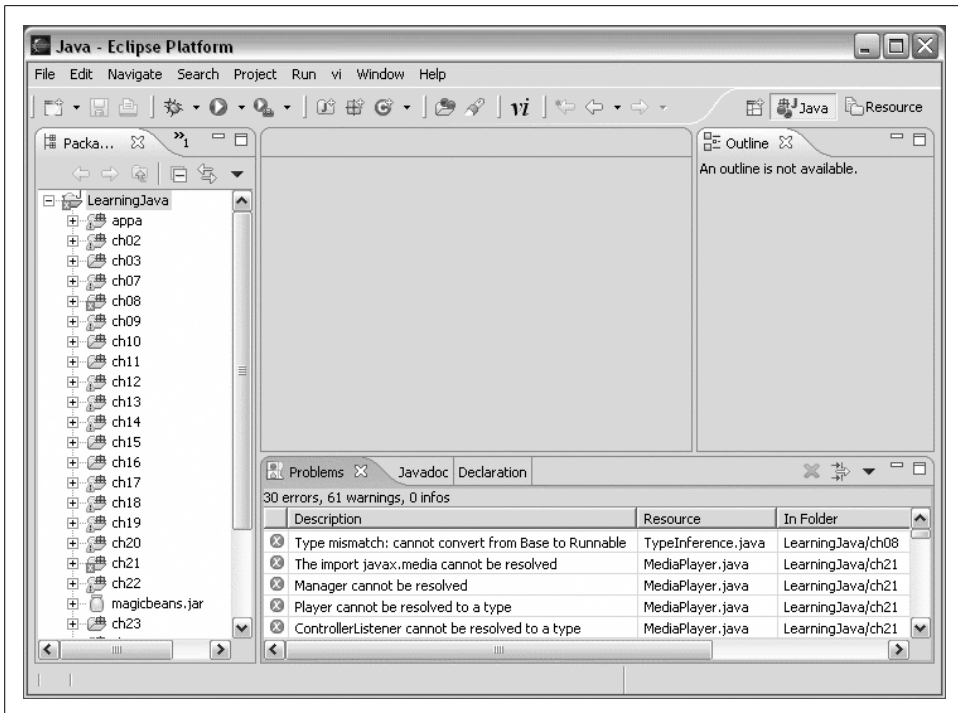 Java - Eclipse Platform
File Edit Navigate Search Project Run vi Window Help
vi Java Resource
Packa... »1
LearningJava
appa
ch02
ch03
ch07
ch08
ch09
ch10
ch11
ch12
ch13
ch14
ch15
ch16
ch17
ch18
ch19
ch20
ch21
ch22
magicbeans.jar
ch23
Outline
An outline is not available.
Problems Javadoc Declaration
30 errors, 61 warnings, 0 infos
Description Resource In Folder
Type mismatch: cannot convert from Base to Runnable TypeInference.java LearningJava/ch08
The import javax.media cannot be resolved MediaPlayer.java LearningJava/ch21
Manager cannot be resolved MediaPlayer.java LearningJava/ch21
Player cannot be resolved to a type MediaPlayer.java LearningJava/ch21
ControllerListener cannot be resolved to a type MediaPlayer.java LearningJava/ch21